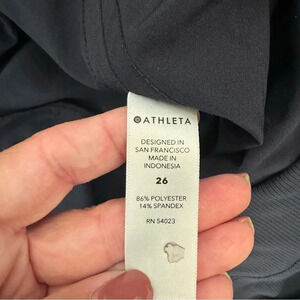 ATHLETA
DESIGNED IN
SAN FRANCISCO
MADE IN
INDONESIA
26
86% POLYESTER
14% SPANDEX
RN 54023